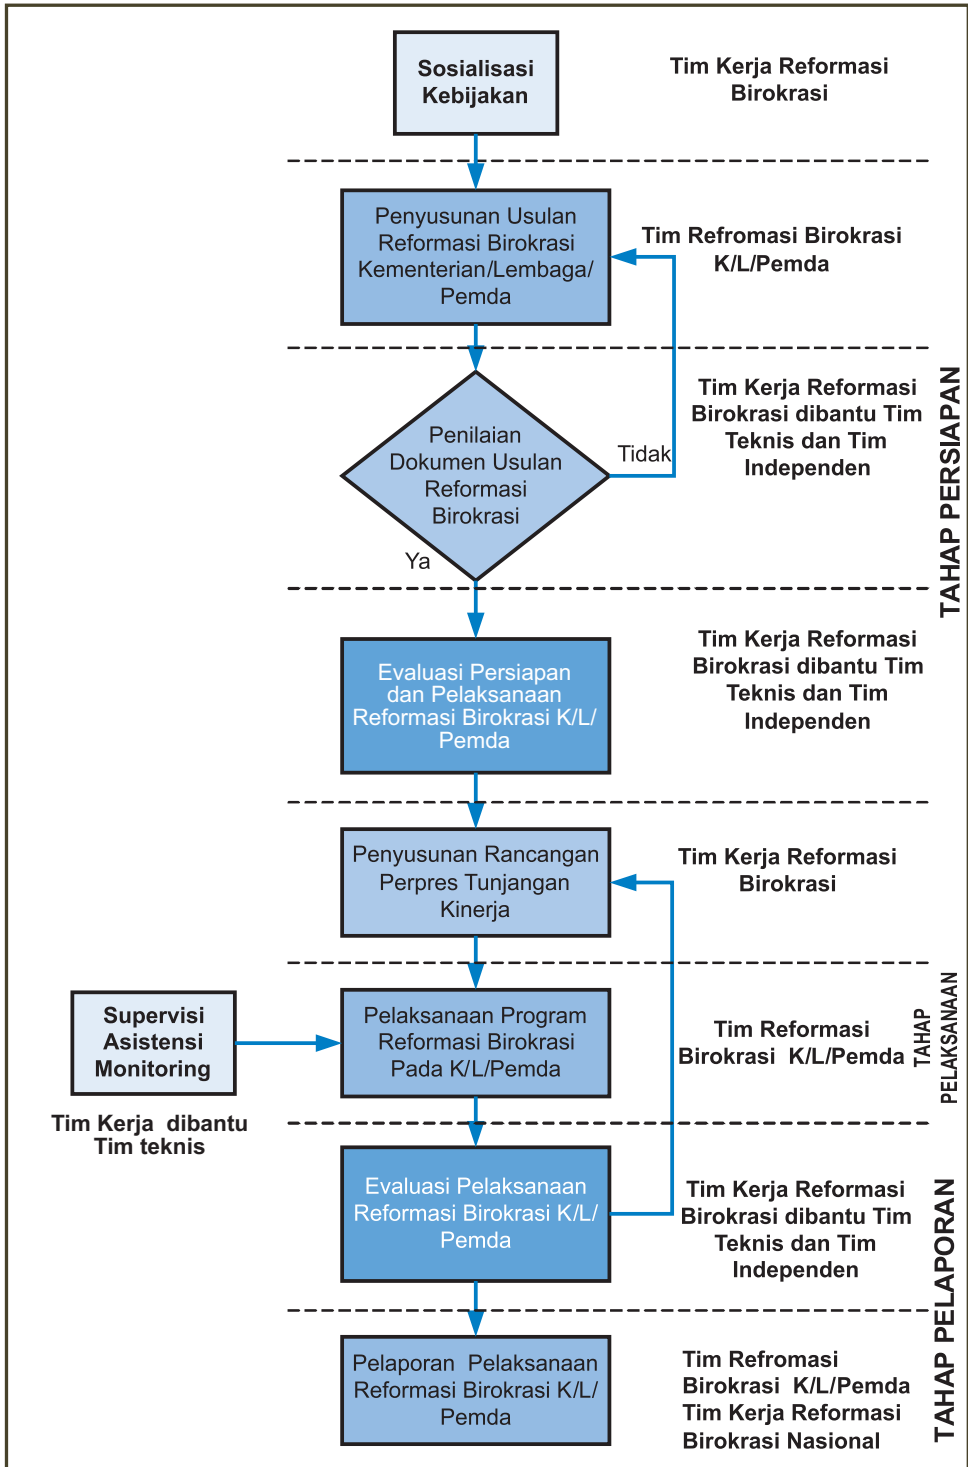 Sosialisasi
Kebijakan
Tim Kerja Reformasi
Birokrasi
Penyusunan Usulan
Reformasi Birokrasi
Kementerian/Lembaga/
Pemda
Tim Refromasi Birokrasi
K/L/Pemda
Penilaian
Dokumen Usulan
Reformasi
Birokrasi
Tidak
Ya
Tim Kerja Reformasi
Birokrasi dibantu Tim
Teknis dan Tim
Independen
TAHAP PERSIAPAN
Evaluasi Persiapan
dan Pelaksanaan
Reformasi Birokrasi K/L/
Pemda
Tim Kerja Reformasi
Birokrasi dibantu Tim
Teknis dan Tim
Independen
Penyusunan Rancangan
Perpres Tunjangan
Kinerja
Tim Kerja Reformasi
Birokrasi
Supervisi
Asistensi
Monitoring
Tim Kerja dibantu
Tim teknis
Pelaksanaan Program
Reformasi Birokrasi
Pada K/L/Pemda
Tim Reformasi
Birokrasi K/L/Pemda
TAHAP
PELAKSANAAN
Evaluasi Pelaksanaan
Reformasi Birokrasi K/L/
Pemda
Tim Kerja Reformasi
Birokrasi dibantu Tim
Teknis dan Tim
Independen
TAHAP PELAPORAN
Pelaporan Pelaksanaan
Reformasi Birokrasi K/L/
Pemda
Tim Refromasi
Birokrasi K/L/Pemda
Tim Kerja Reformasi
Birokrasi Nasional